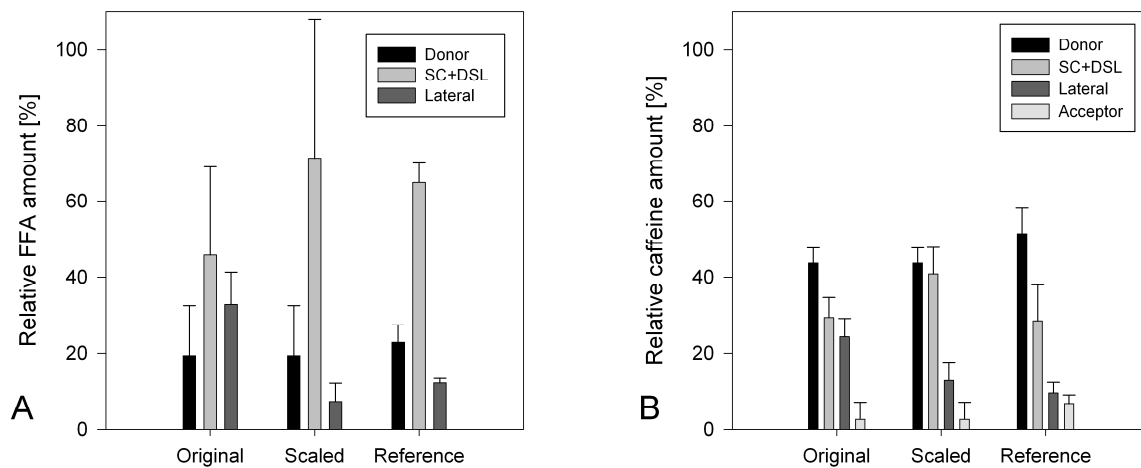 Relative FFA amount [%]
100
80
60
40
20
0
Donor
SC+DSL
Lateral
Original Scaled Reference
A
Relative caffeine amount [%]
100
80
60
40
20
0
Donor
SC+DSL
Lateral
Acceptor
Original Scaled Reference
B